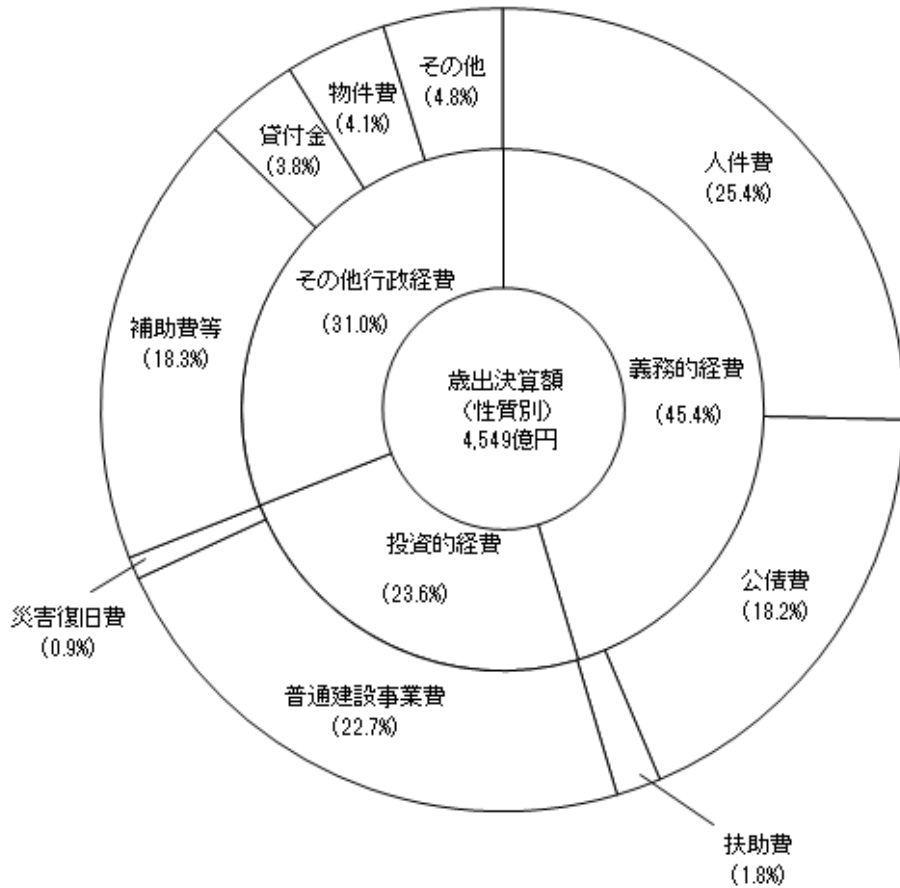 歳出決算額
(性質別)
4,549億円
義務的経費
(45.4%)
投資的経費
(23.6%)
その他行政経費
(31.0%)
人件費
(25.4%)
公債費
(18.2%)
扶助費
(1.8%)
普通建設事業費
(22.7%)
災害復旧費
(0.9%)
補助費等
(18.3%)
貸付金
(3.8%)
物件費
(4.1%)
その他
(4.8%)